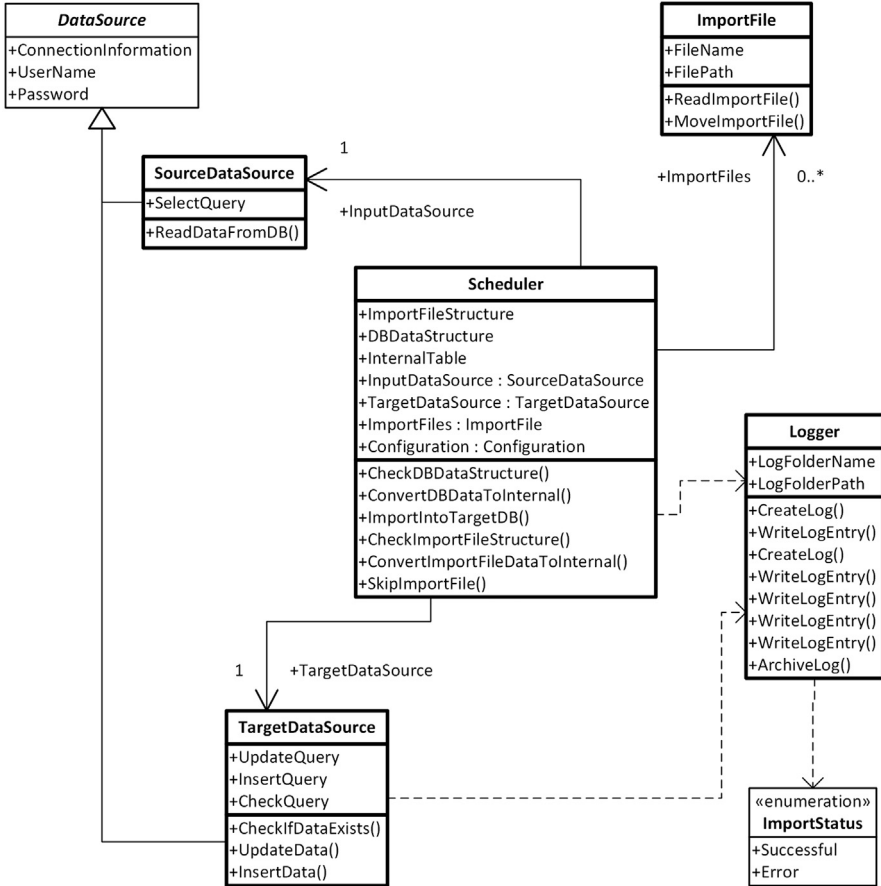 DataSource
+ConnectionInformation
+UserName
+Password
ImportFile
+FileName
+FilePath
+ReadImportFile()
+MoveImportFile()
SourceDataSource
+SelectQuery
+ReadDataFromDB()
1
+InputDataSource
+ImportFiles
0..*
Scheduler
+ImportFileStructure
+DBDataStructure
+InternalTable
+InputDataSource : SourceDataSource
+TargetDataSource : TargetDataSource
+ImportFiles : ImportFile
+Configuration : Configuration
+CheckDBDataStructure()
+ConvertDBDataToInternal()
+ImportIntoTargetDB()
+CheckImportFileStructure()
+ConvertImportFileDataToInternal()
+SkipImportFile()
Logger
+LogFolderName
+LogFolderPath
+CreateLog()
+WriteLogEntry()
+CreateLog()
+WriteLogEntry()
+WriteLogEntry()
+WriteLogEntry()
+WriteLogEntry()
+ArchiveLog()
1
+TargetDataSource
TargetDataSource
+UpdateQuery
+InsertQuery
+CheckQuery
+CheckIfDataExists()
+UpdateData()
+InsertData()
«enumeration»
ImportStatus
+Successful
+Error